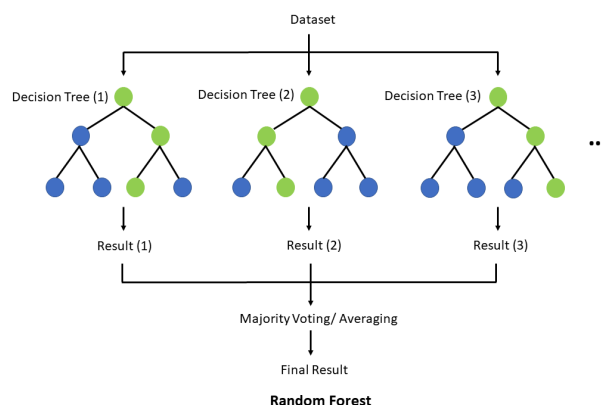 Dataset
Decision Tree (1)
Decision Tree (2)
Decision Tree (3)
..
Result (1)
Result (2)
Result (3)
Majority Voting/ Averaging
Final Result
Random Forest